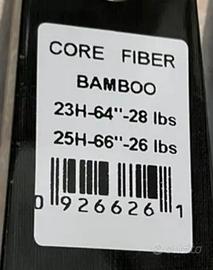 CORE FIBER
BAMBOO
23H-64"-28 lbs
25H-66"-26 lbs
0 926626 1